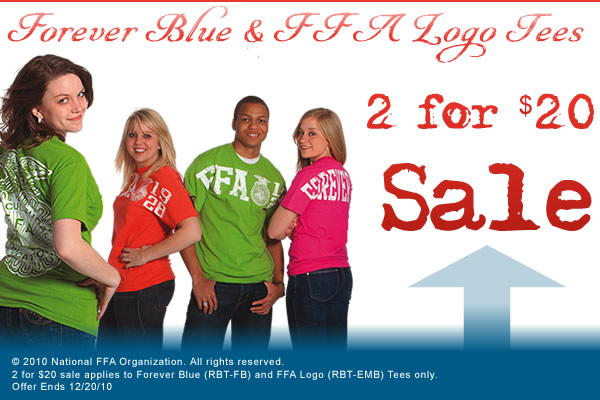 Forever Blue & FFA Logo Tees
2 for $20
Sale
FFA
1928
FFA
FOREVER
© 2010 National FFA Organization. All rights reserved.
2 for $20 sale applies to Forever Blue (RBT-FB) and FFA Logo (RBT-EMB) Tees only.
Offer Ends 12/20/10